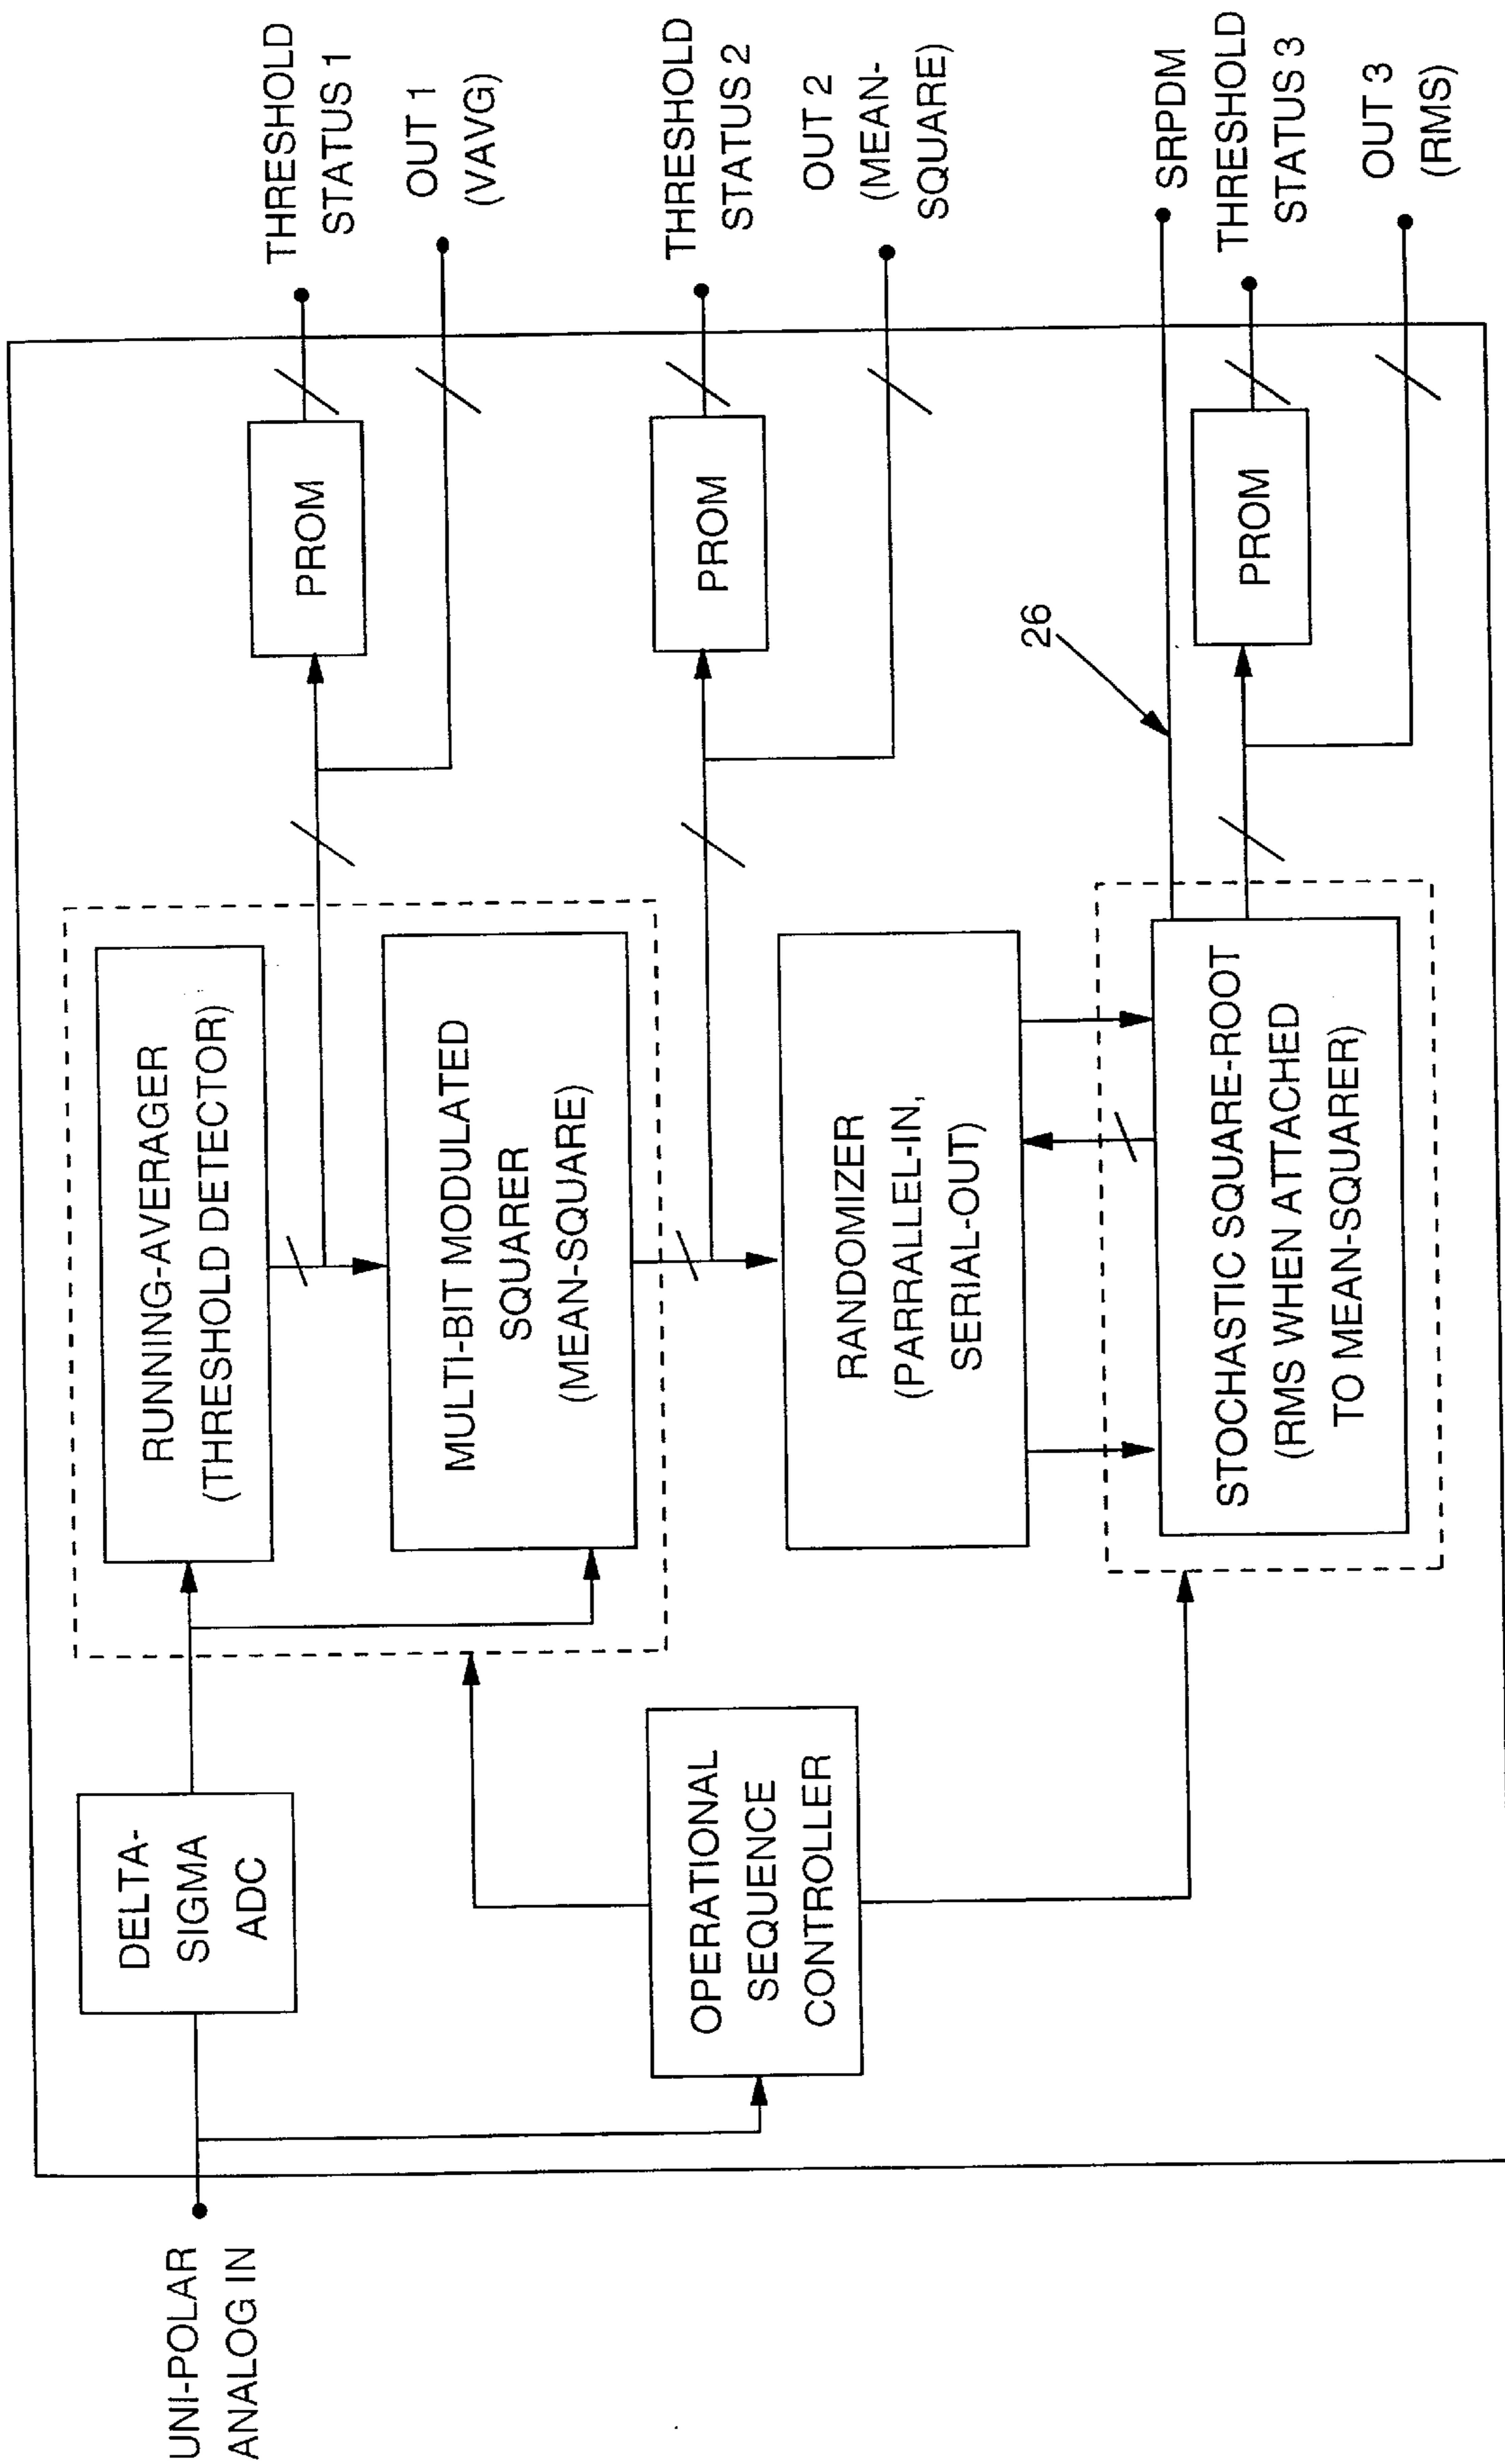 UNI-POLAR
ANALOG IN
DELTA-
SIGMA
ADC
OPERATIONAL
SEQUENCE
CONTROLLER
RUNNING-AVERAGER
(THRESHOLD DETECTOR)
MULTI-BIT MODULATED
SQUARER
(MEAN-SQUARE)
RANDOMIZER
(PARRALLEL-IN,
SERIAL-OUT)
STOCHASTIC SQUARE-ROOT
(RMS WHEN ATTACHED
TO MEAN-SQUARER)
PROM
PROM
26
PROM
THRESHOLD
STATUS 1
OUT 1
(VAVG)
THRESHOLD
STATUS 2
OUT 2
(MEAN-
SQUARE)
SRPDM
THRESHOLD
STATUS 3
OUT 3
(RMS)